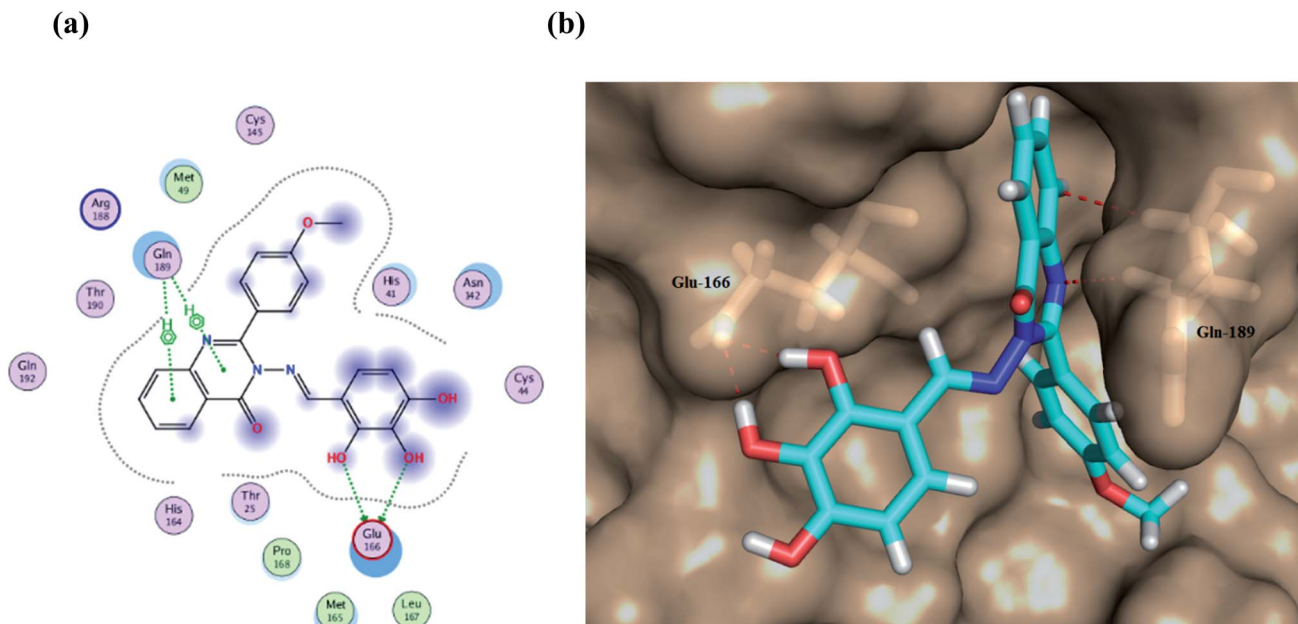 (a)
(b)
Cys
145
Met
49
Arg
188
Gln
189
Thr
190
Gln
192
His
41
Asn
142
Cys
44
O
H
H
N
N
N
O
OH
HO
OH
His
164
Thr
25
Glu
166
Pro
168
Met
165
Leu
167
Glu-166
Gln-189